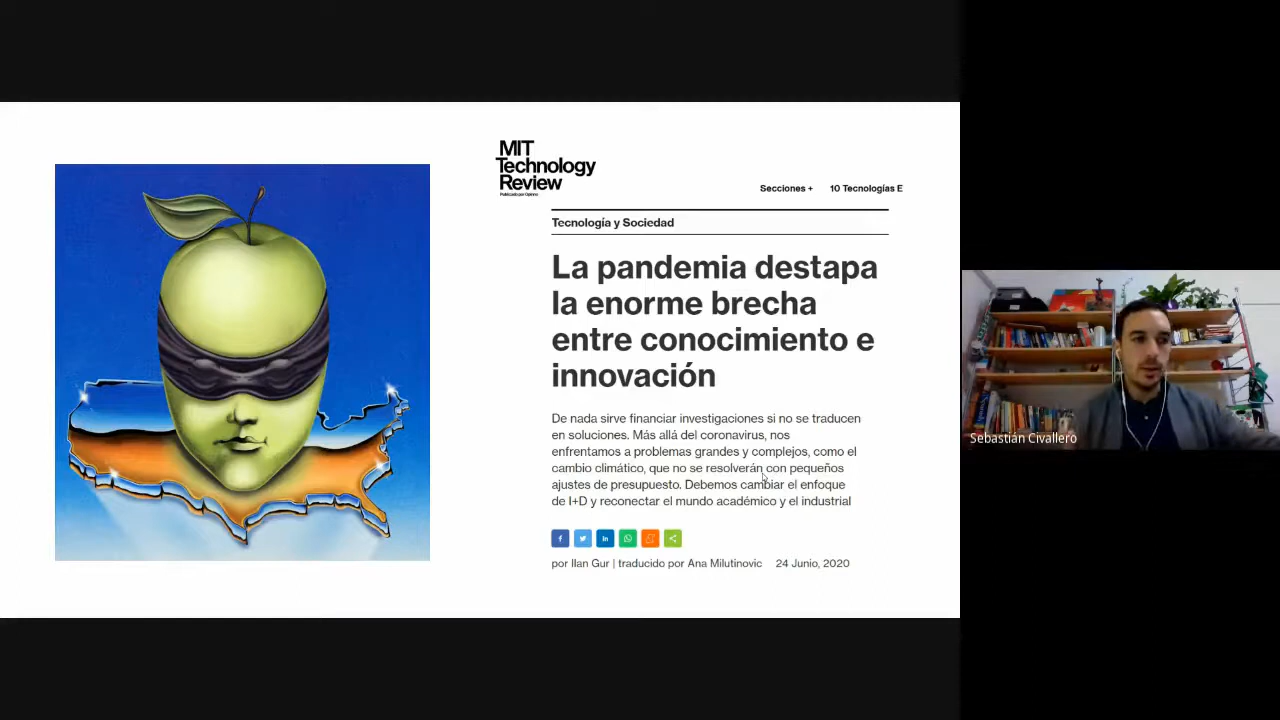 MIT
Technology
Review
Publicado por Opinno
Secciones +
10 Tecnologías E
Tecnología y Sociedad
La pandemia destapa
la enorme brecha
entre conocimiento e
innovación
De nada sirve financiar investigaciones si no se traducen
en soluciones. Más allá del coronavirus, nos
enfrentamos a problemas grandes y complejos, como el
cambio climático, que no se resolverán con pequeños
ajustes de presupuesto. Debemos cambiar el enfoque
de I+D y reconectar el mundo académico y el industrial
por Ilan Gur | traducido por Ana Milutinovic
24 Junio, 2020
Sebastián Civallero